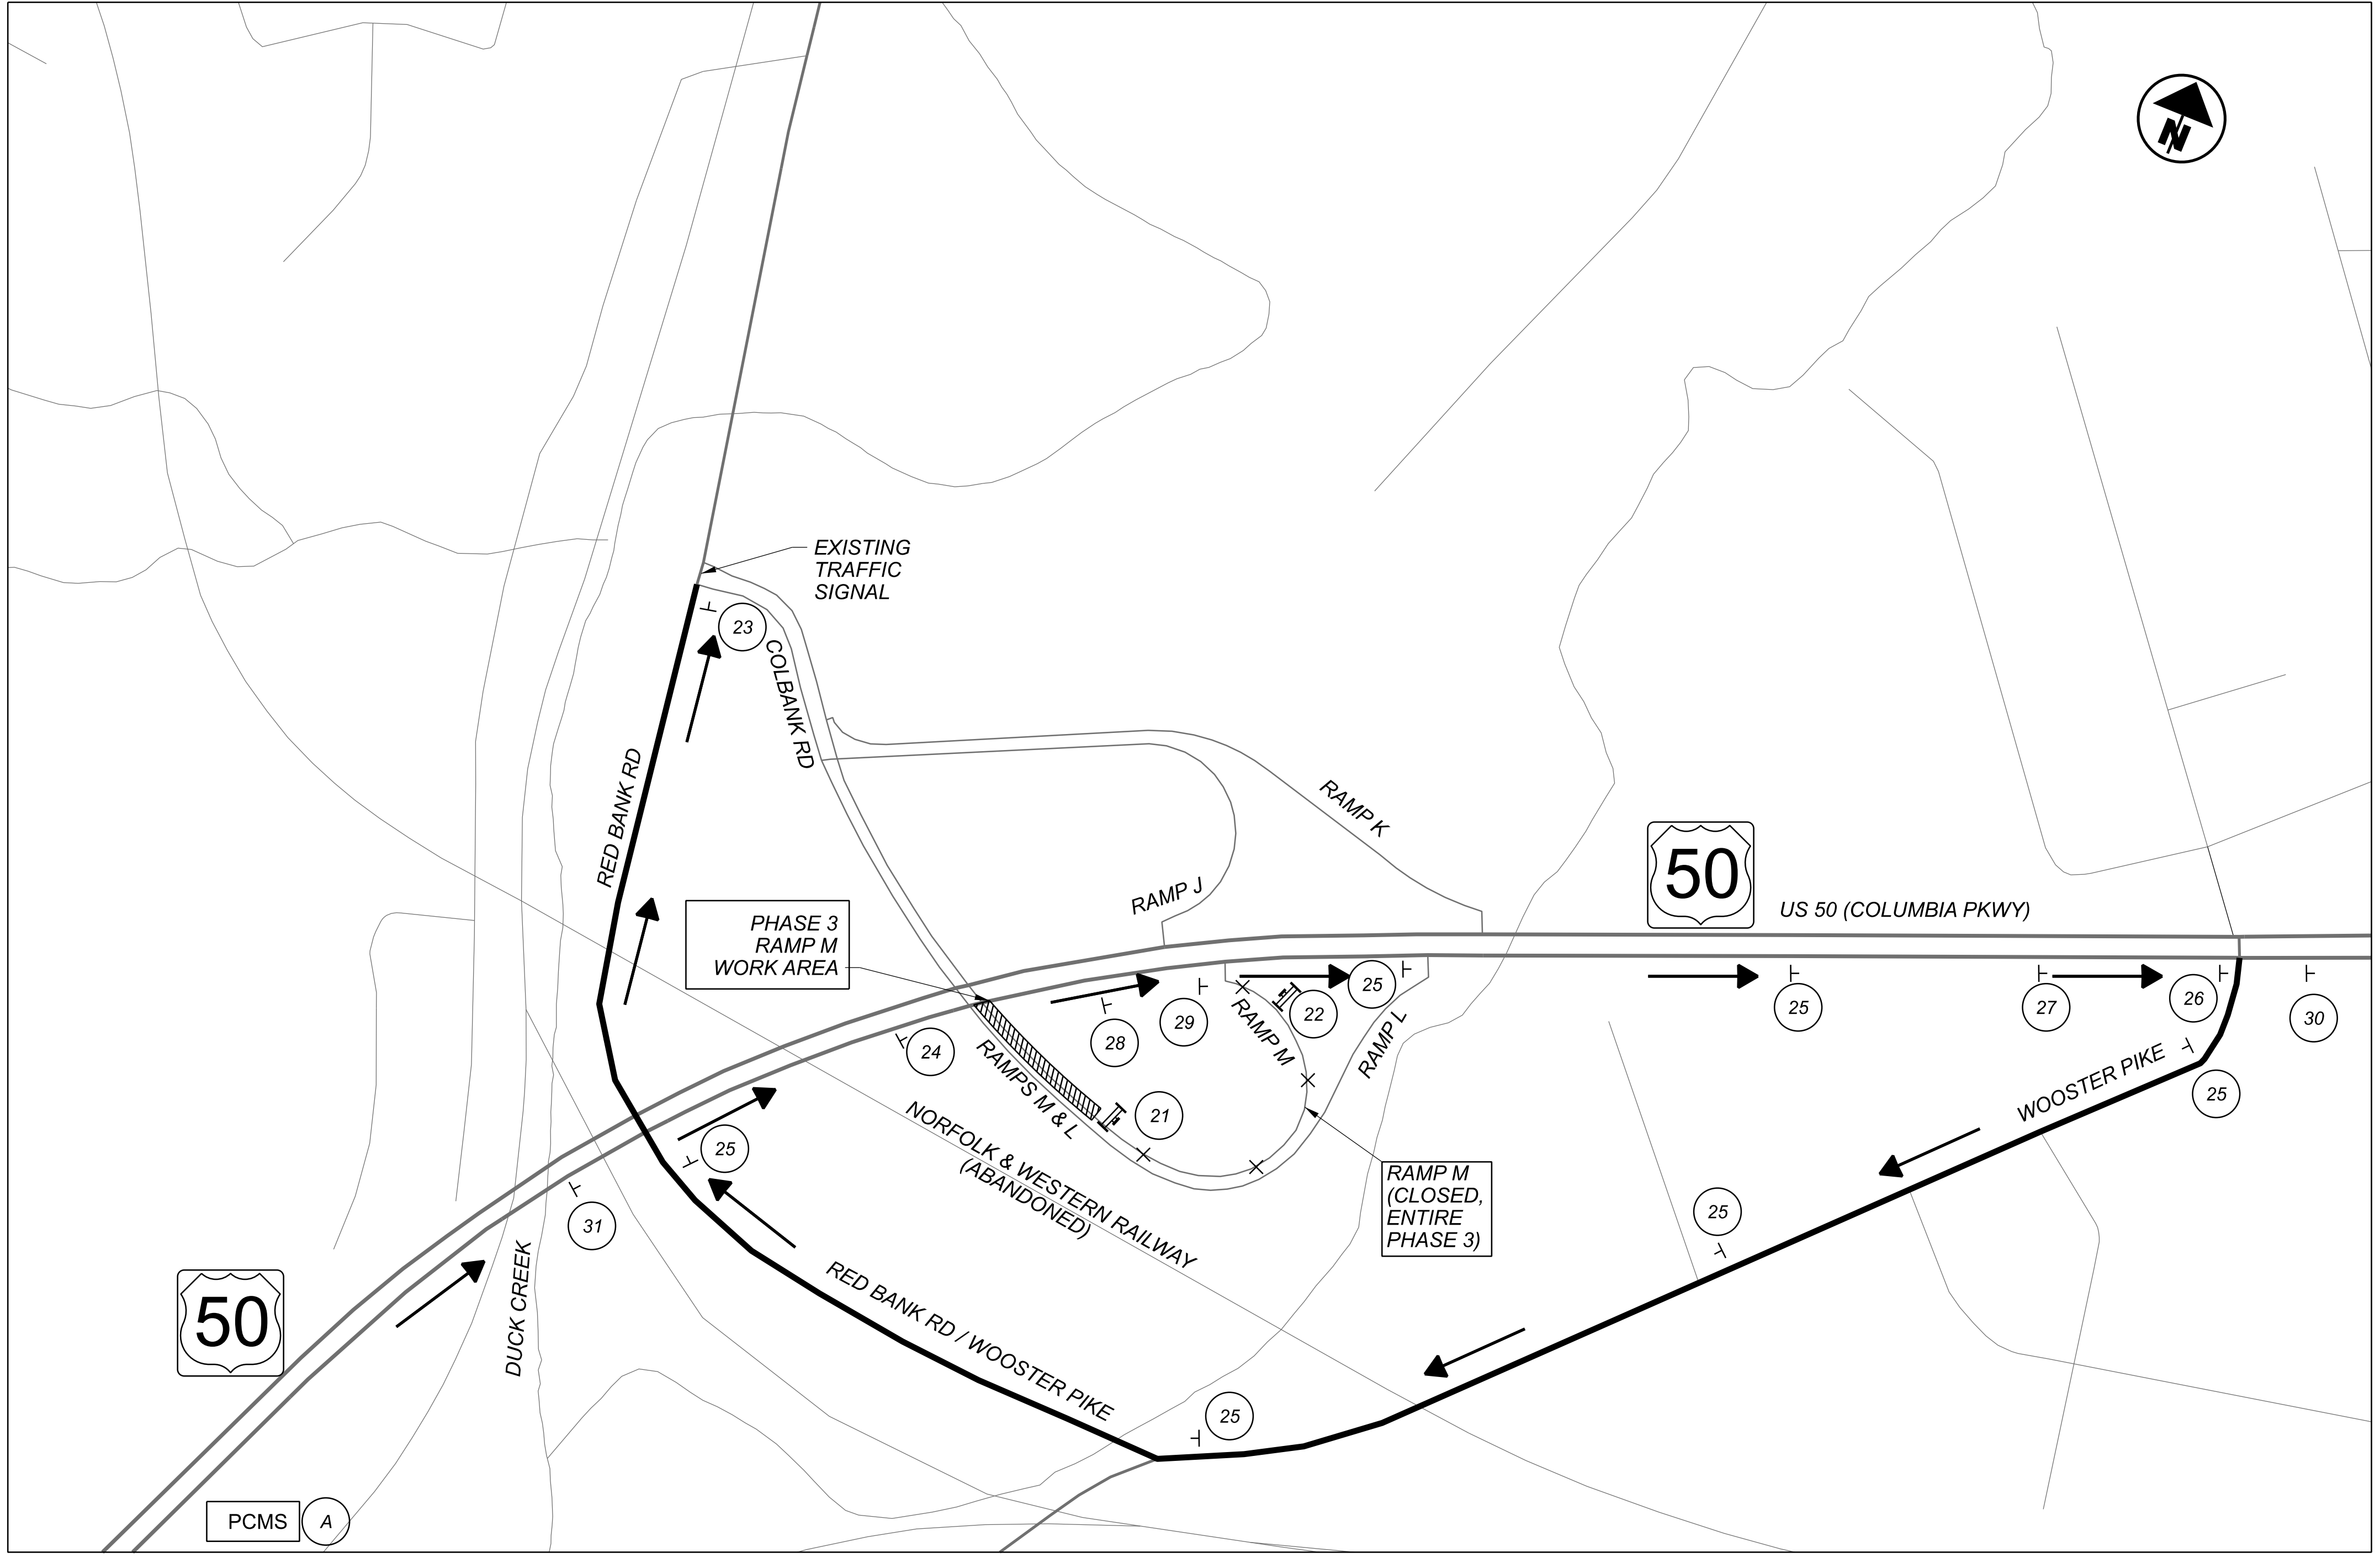 N
EXISTING
TRAFFIC
SIGNAL
23
COLBANK RD
RED BANK RD
RAMP K
RAMP J
50
US 50 (COLUMBIA PKWY)
PHASE 3
RAMP M
WORK AREA
24
28
29
RAMP M
22
25
RAMP L
25
27
26
30
RAMPS M & L
21
WOOSTER PIKE
25
25
31
NORFOLK & WESTERN RAILWAY
(ABANDONED)
RAMP M
(CLOSED,
ENTIRE
PHASE 3)
25
50
DUCK CREEK
RED BANK RD / WOOSTER PIKE
25
PCMS
A